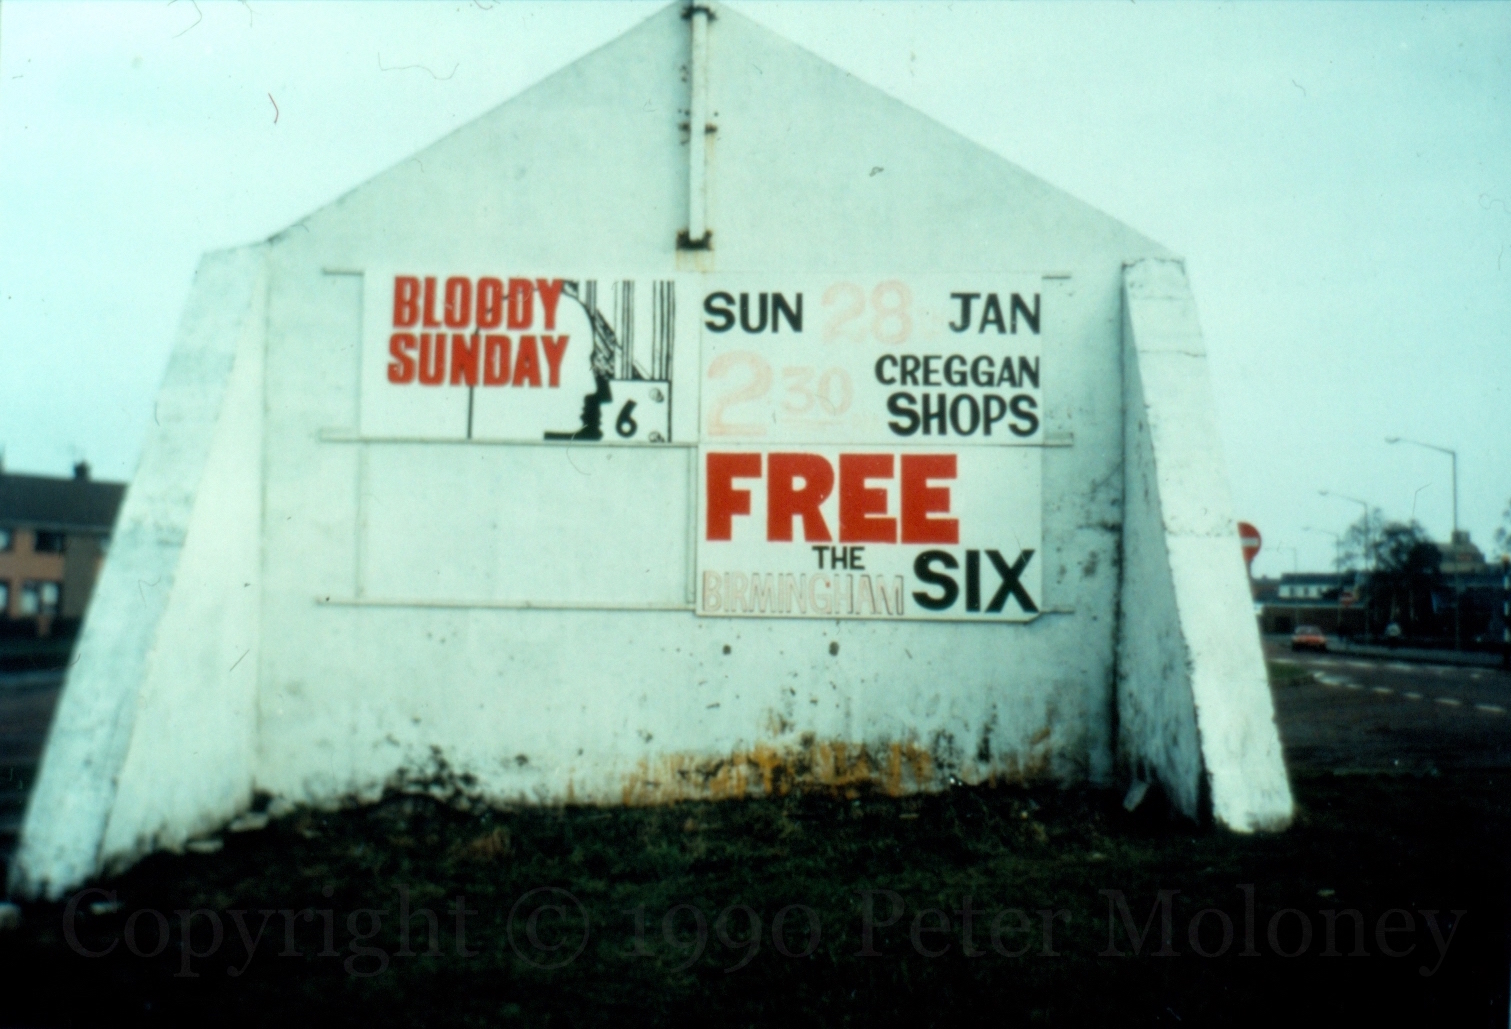 BLOODY
SUNDAY
6
SUN 28 JAN
2 30 CREGGAN
SHOPS
FREE
THE
BIRMINGHAM SIX
Copyright © 1990 Peter Moloney